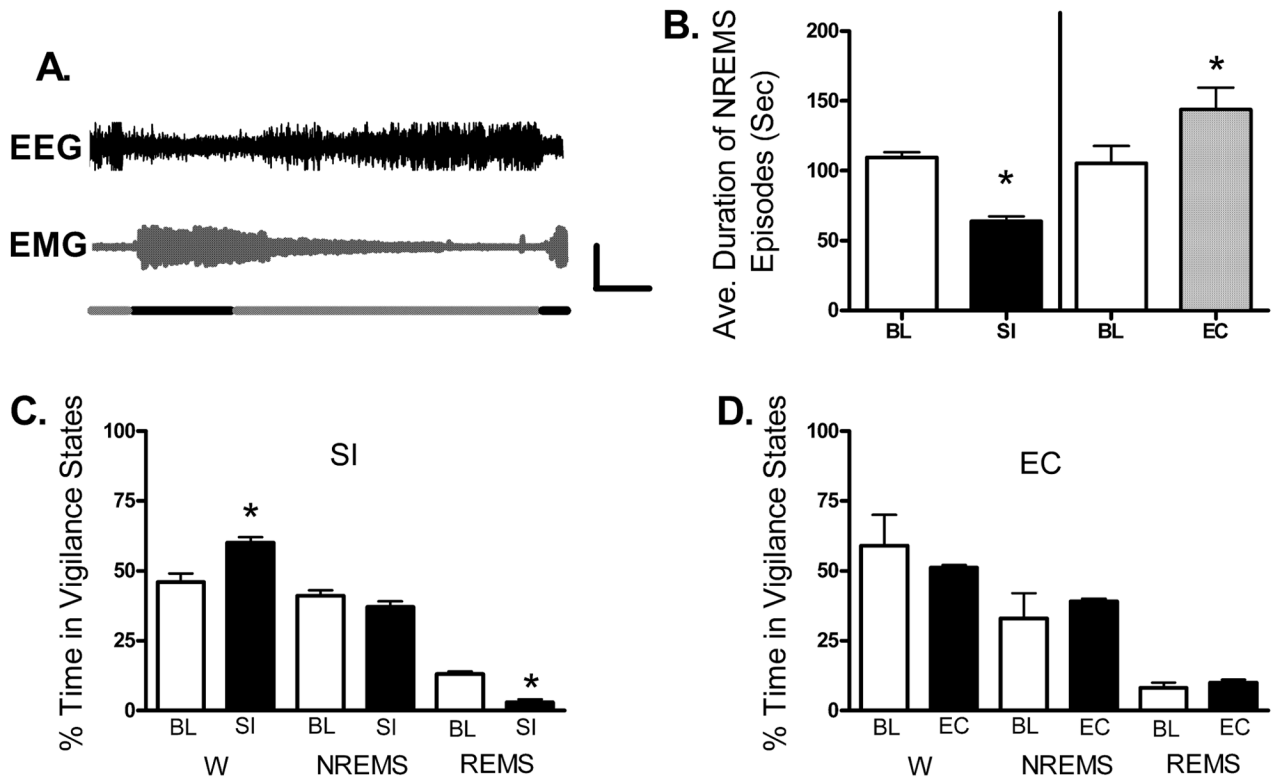 A.
EEG
EMG
B.
Ave. Duration of NREMS
Episodes (Sec)
200
150
100
50
0
*
*
BL SI BL EC
C.
% Time in Vigilance States
100
75
50
25
0
SI
*
*
BL SI BL SI BL SI
W NREMS REMS
D.
% Time in Vigilance States
100
75
50
25
0
EC
BL EC BL EC BL EC
W NREMS REMS